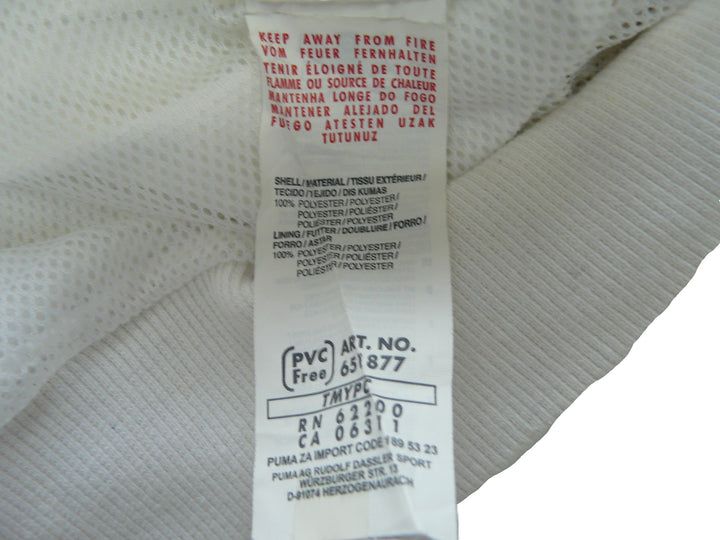 KEEP AWAY FROM FIRE
VOM FEUER FERNHALTEN
TENIR ÉLOIGNÉ DE TOUTE
FLAMME OU SOURCE DE CHALEUR
MANTENHA LONGE DO FOGO
MANTENER ALEJADO DEL
FUEGO ATESTEN UZAK
TUTUNUZ
SHELL/MATERIAL/TISSU EXTÉRIEUR/
TECIDO/TEJIDO/DIS KUMAS
100% POLYESTER/POLYESTER/
POLYESTER/POLIÉSTER/
POLIÉSTER/POLYESTER
LINING/FUTTER/DOUBLURE/FORRO/
FORRO/ASTAR
100% POLYESTER/POLYESTER/
POLYESTER/POLIÉSTER/
POLIÉSTER/POLYESTER
PVC Free
ART. NO.
651877
TMYPC
RN 62200
CA 06311
PUMA ZA IMPORT CODE 189 53 23
PUMA AG RUDOLF DASSLER SPORT
WÜRZBURGER STR. 13
D-91074 HERZOGENAURACH